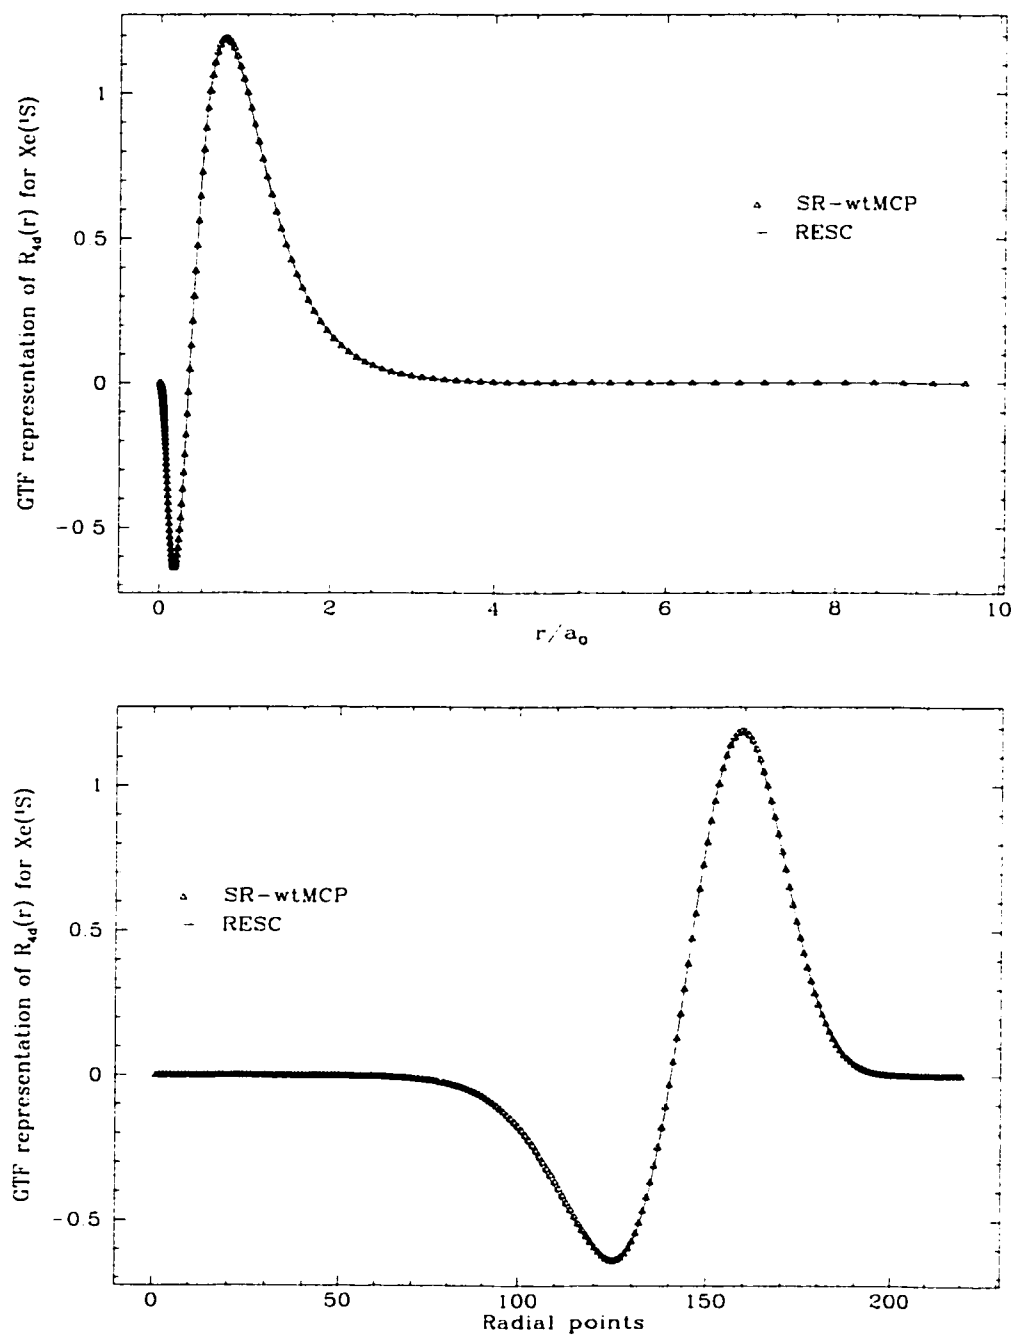 GTF representation of R4d(r) for Xe(¹S)
1
0.5
0
-0.5
SR-wtMCP
RESC
0
2
4
6
8
10
r/a₀
GTF representation of R4d(r) for Xe(¹S)
1
0.5
0
-0.5
SR-wtMCP
RESC
0
50
100
150
200
Radial points